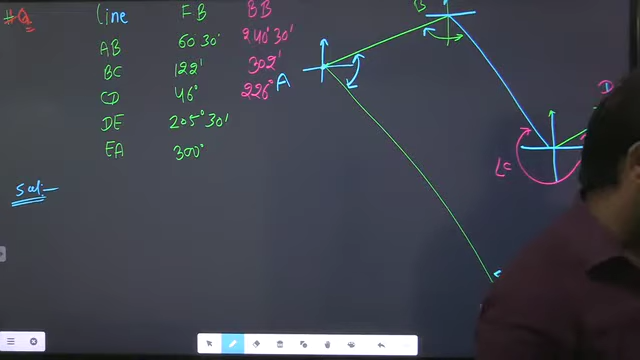 #Q Line FB BB
AB 60 30' 240° 30'
BC 122' 302'
CD 46° 226°
DE 205° 30'
EA 300°
Sol:-
A
B
D
LC